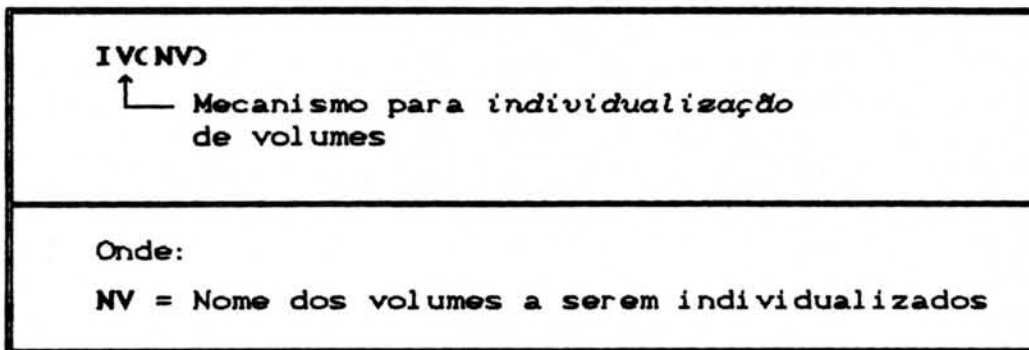 IV(NV)
Mecanismo para individualização
de volumes
Onde:
NV = Nome dos volumes a serem individualizados